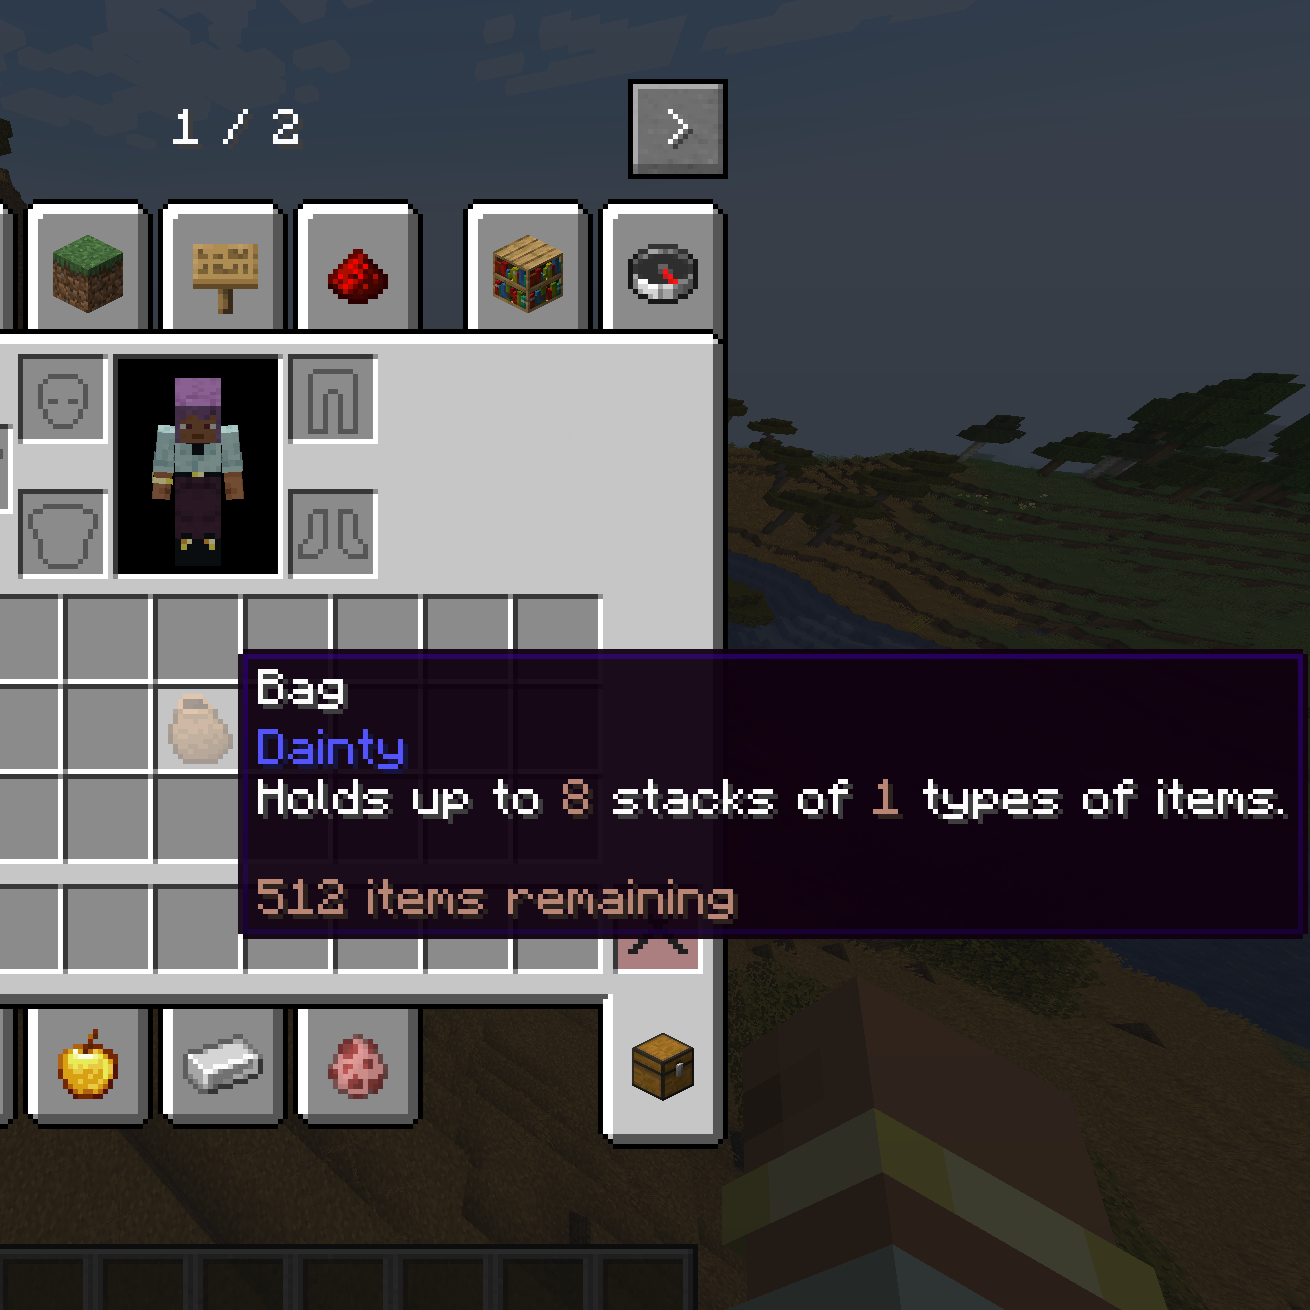 1 / 2
>
Bag
Dainty
Holds up to 8 stacks of 1 types of items.
512 items remaining